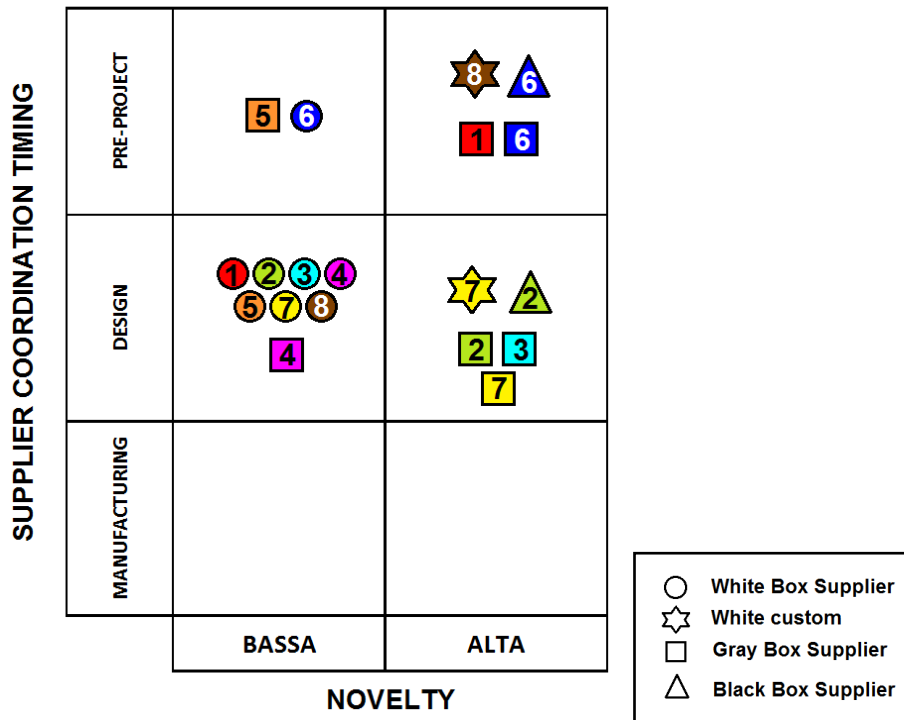 SUPPLIER COORDINATION TIMING
PRE-PROJECT
5 6
8 6
1 6
DESIGN
1 2 3 4
5 7 8
4
7 2
2 3
7
MANUFACTURING
BASSA ALTA
NOVELTY
White Box Supplier
White custom
Gray Box Supplier
Black Box Supplier